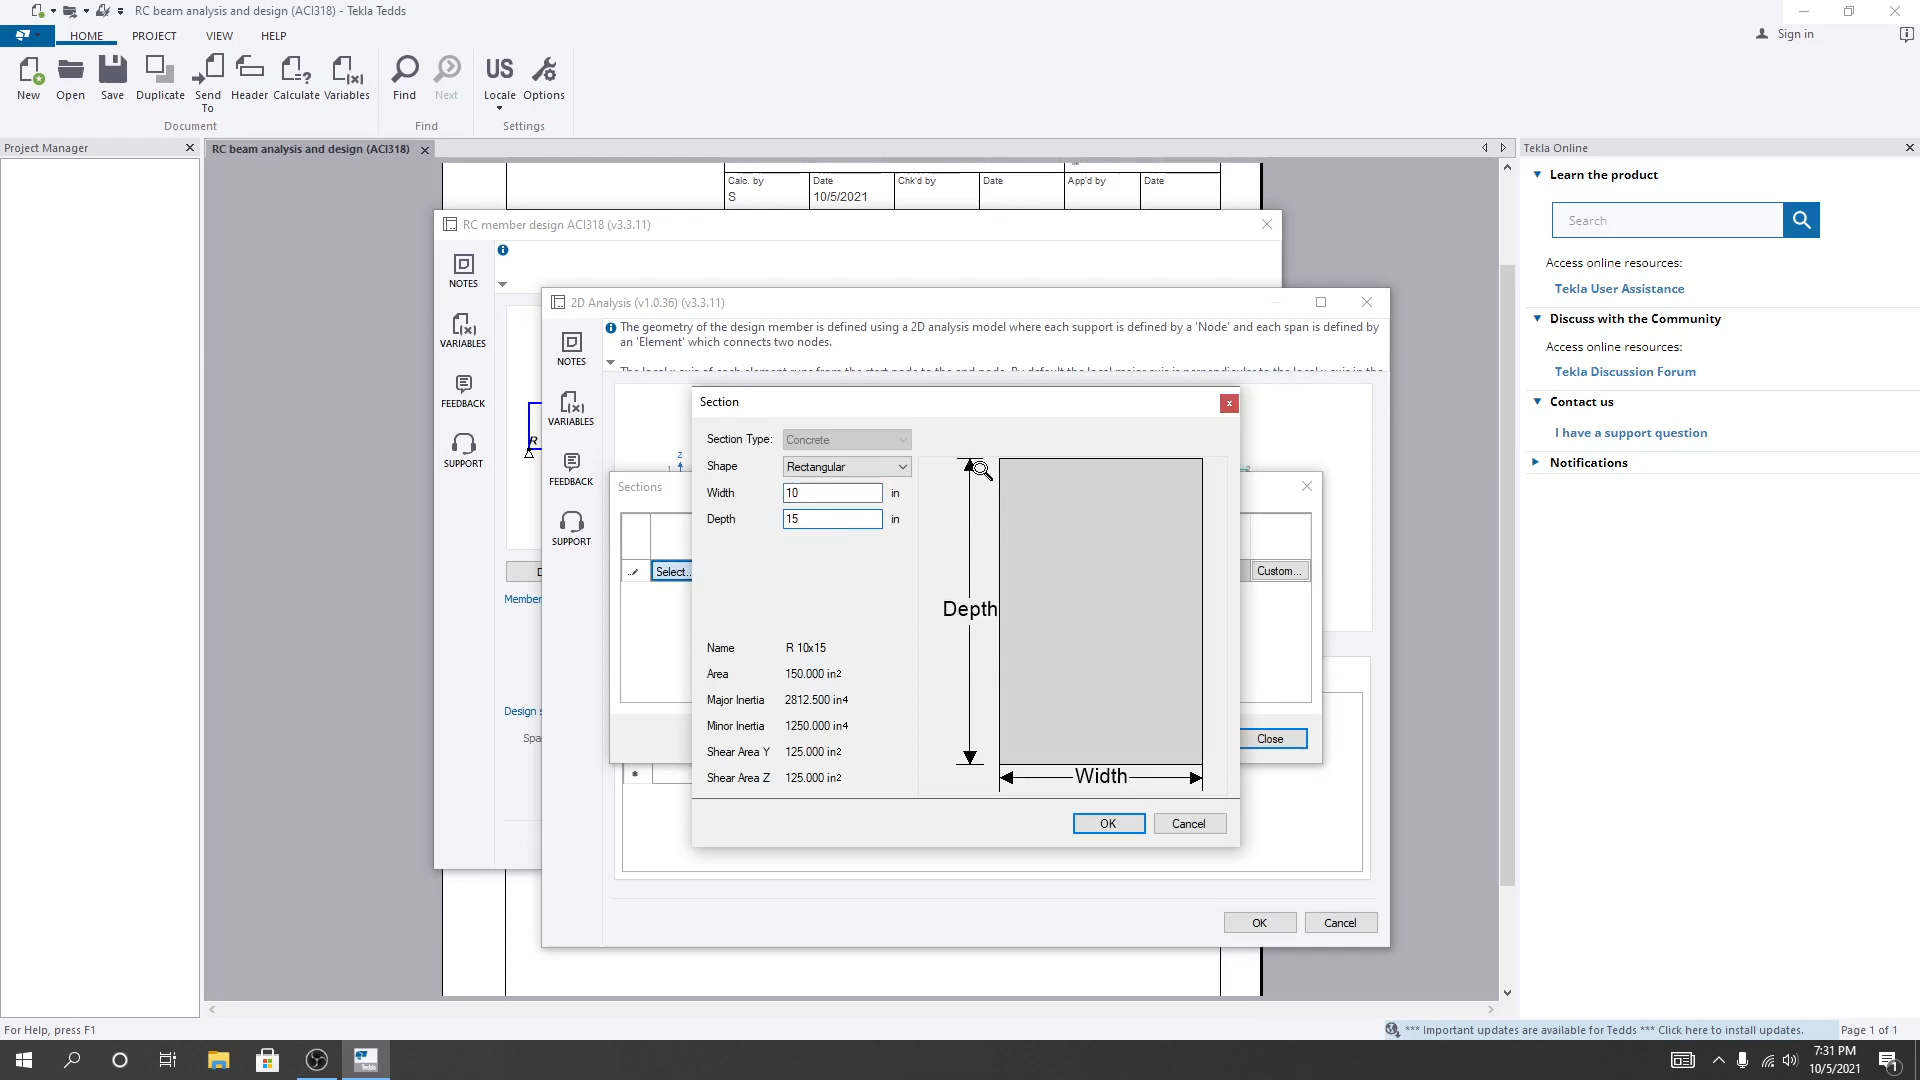 RC beam analysis and design (ACI318) - Tekla Tedds
HOME PROJECT VIEW HELP
Sign in
New Open Save Duplicate Send To Header Calculate Variables
Document
Find Next
Find
US
Locale Options
Settings
Project Manager
RC beam analysis and design (ACI318)
Tekla Online
Calc. by
S
Date
10/5/2021
Chk'd by
Date
App'd by
Date
RC member design ACI318 (v3.3.11)
NOTES
VARIABLES
FEEDBACK
SUPPORT
R
D
Member
Design s
Spa
2D Analysis (v1.0.36) (v3.3.11)
The geometry of the design member is defined using a 2D analysis model where each support is defined by a 'Node' and each span is defined by
an 'Element' which connects two nodes.
NOTES
VARIABLES
FEEDBACK
SUPPORT
Z
Sections
Select...
Custom...
Close
OK Cancel
Section
x
Section Type: Concrete
Shape Rectangular
Width 10 in
Depth 15 in
Name R 10x15
Area 150.000 in2
Major Inertia 2812.500 in4
Minor Inertia 1250.000 in4
Shear Area Y 125.000 in2
Shear Area Z 125.000 in2
Depth
Width
OK Cancel
Learn the product
Search
Access online resources:
Tekla User Assistance
Discuss with the Community
Access online resources:
Tekla Discussion Forum
Contact us
I have a support question
Notifications
For Help, press F1
*** Important updates are available for Tedds *** Click here to install updates.
Page 1 of 1
Tedds
7:31 PM
10/5/2021
1